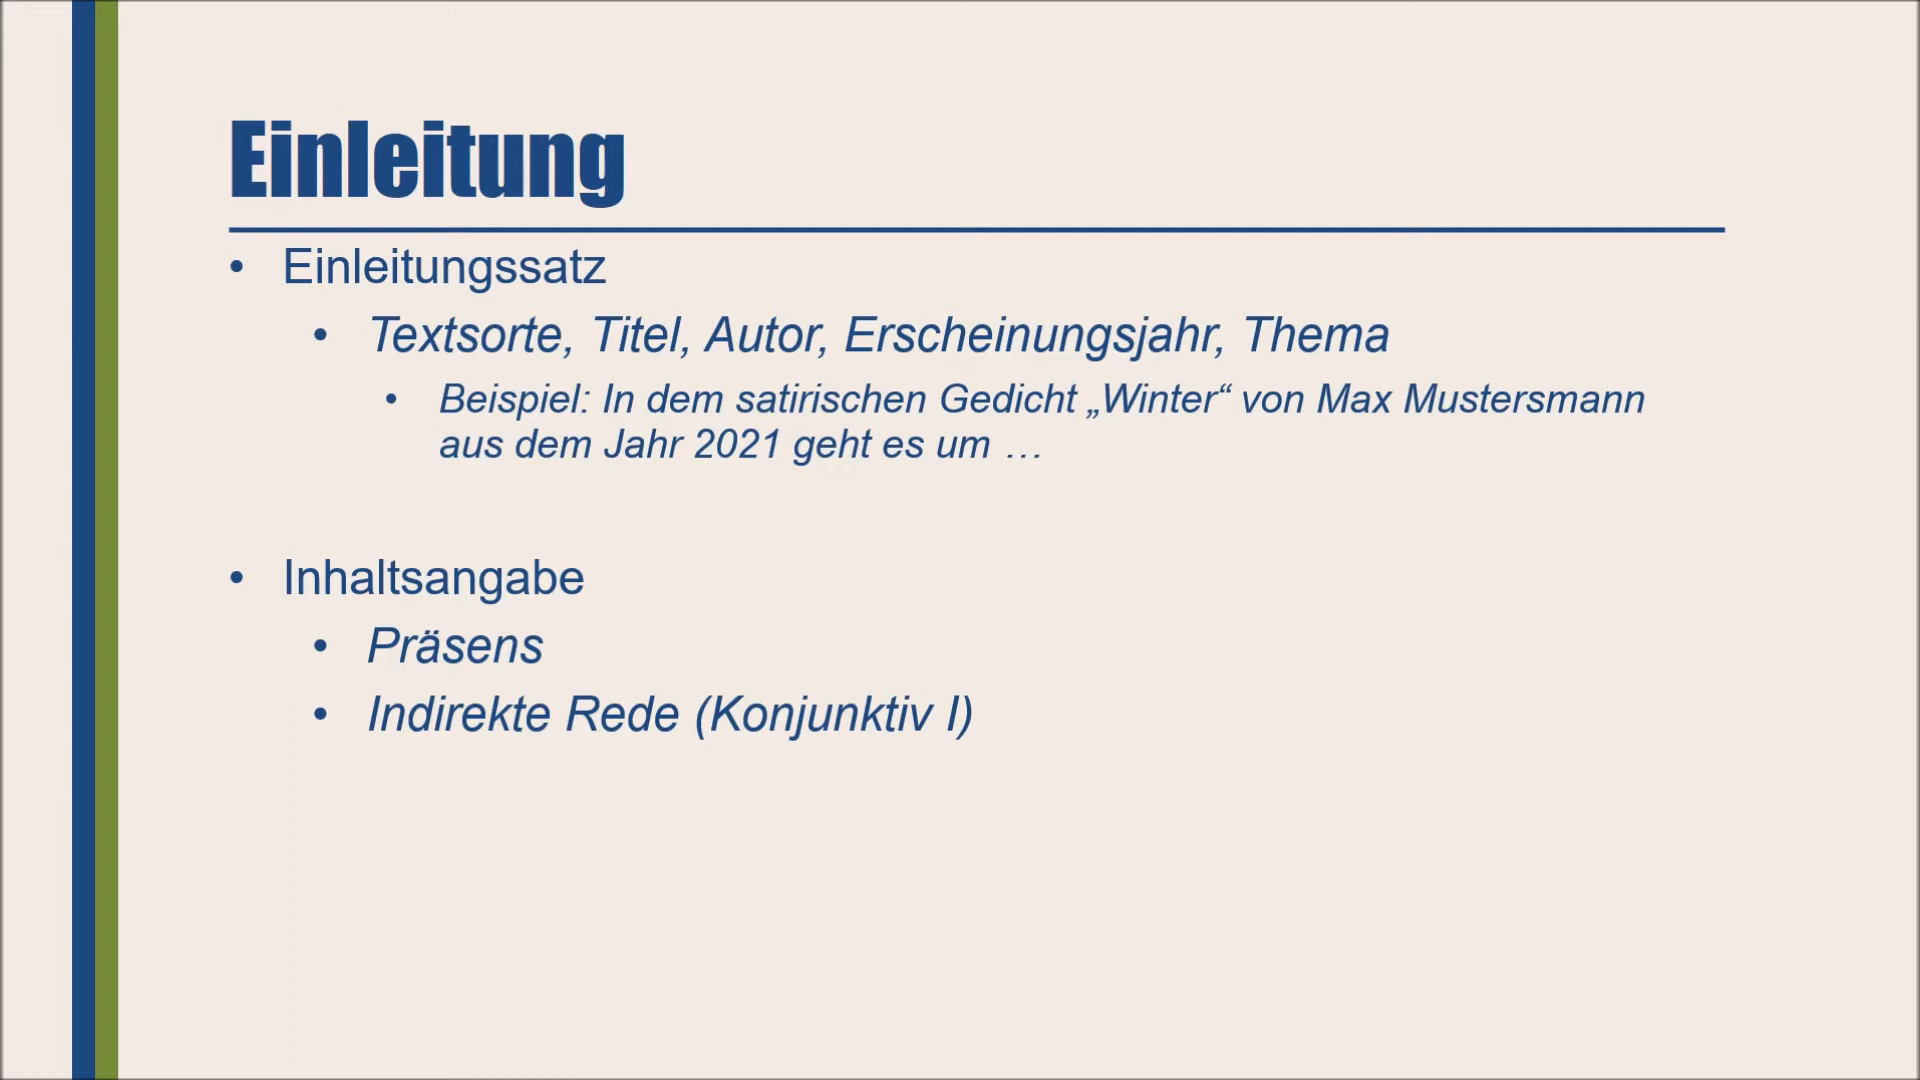 Einleitung
• Einleitungssatz
• Textsorte, Titel, Autor, Erscheinungsjahr, Thema
• Beispiel: In dem satirischen Gedicht „Winter“ von Max Mustersmann
aus dem Jahr 2021 geht es um …
• Inhaltsangabe
• Präsens
• Indirekte Rede (Konjunktiv I)